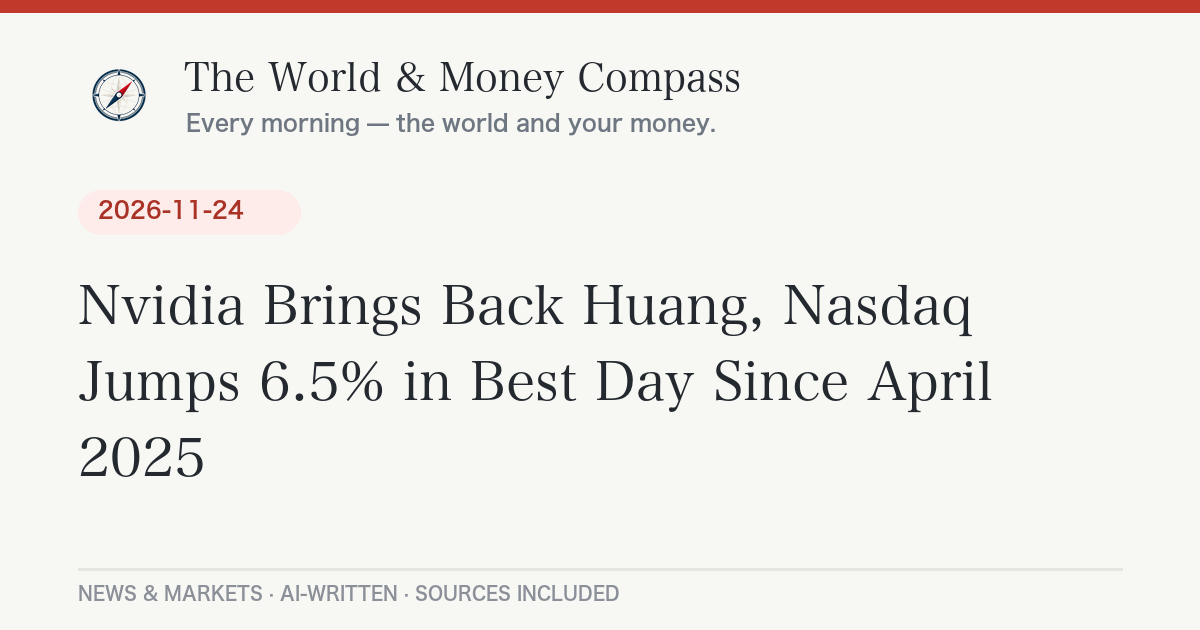 The World & Money Compass
Every morning — the world and your money.
2026-11-24
Nvidia Brings Back Huang, Nasdaq
Jumps 6.5% in Best Day Since April
2025
NEWS & MARKETS · AI-WRITTEN · SOURCES INCLUDED